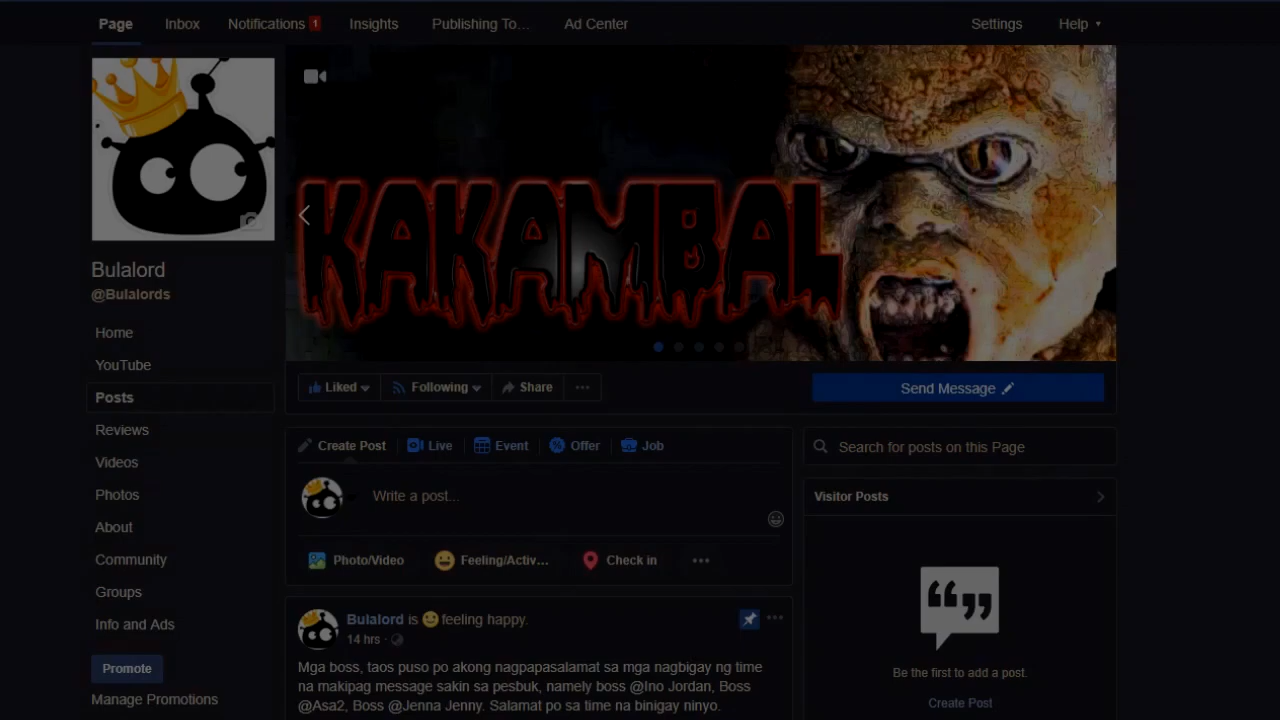 Page Inbox Notifications 1 Insights Publishing To... Ad Center Settings Help
KAKAMBAL
Bulalord
@Bulalords
Home
YouTube
Posts
Reviews
Videos
Photos
About
Community
Groups
Info and Ads
Promote
Manage Promotions
Liked Following Share ...
Send Message
Create Post Live Event Offer Job
Write a post...
Photo/Video Feeling/Activ... Check in ...
Bulalord is feeling happy.
14 hrs ·
Mga boss, taos puso po akong nagpapasalamat sa mga nagbigay ng time
na makipag message sakin sa pesbuk, namely boss @Ino Jordan, Boss
@Asa2, Boss @Jenna Jenny. Salamat po sa time na binigay ninyo.
Search for posts on this Page
Visitor Posts
Be the first to add a post.
Create Post